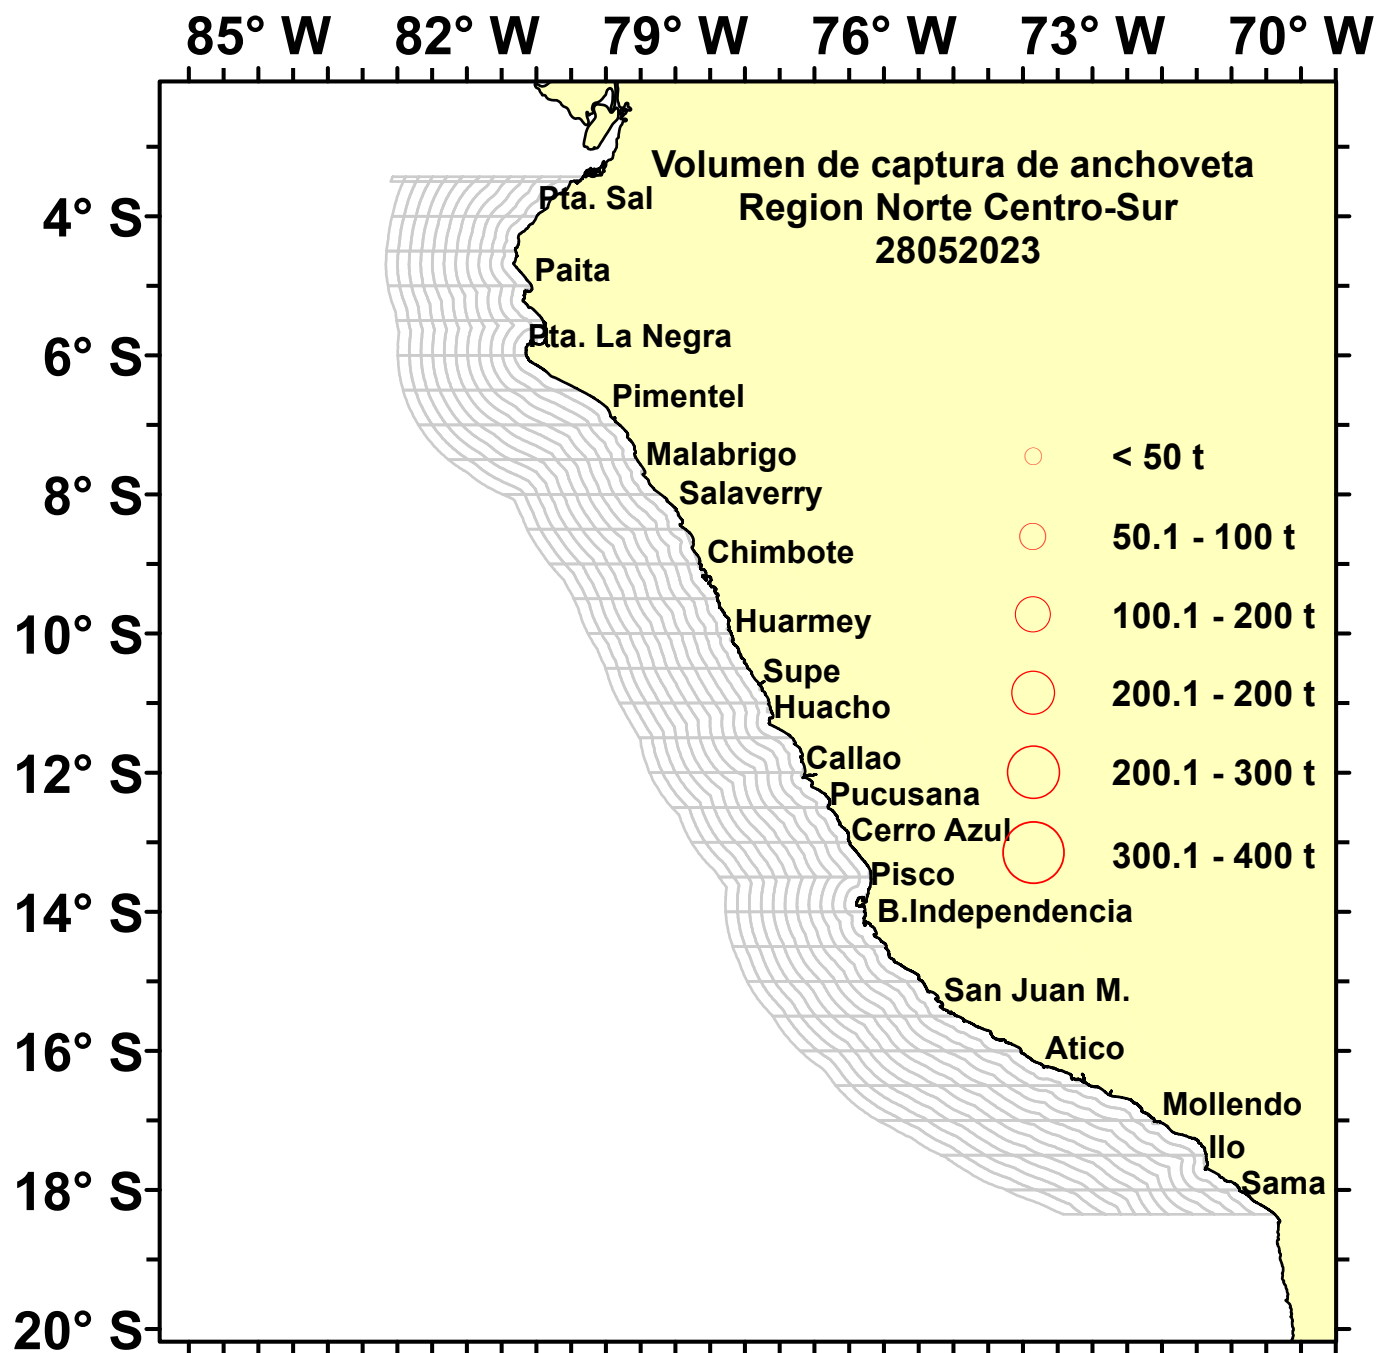 85° W 82° W 79° W 76° W 73° W 70° W
Volumen de captura de anchoveta
Region Norte Centro-Sur
28052023
4° S
6° S
8° S
10° S
12° S
14° S
16° S
18° S
20° S
Pta. Sal
Paita
Pta. La Negra
Pimentel
Malabrigo
Salaverry
Chimbote
Huarmey
Supe
Huacho
Callao
Pucusana
Cerro Azul
Pisco
B.Independencia
San Juan M.
Atico
Mollendo
Ilo
Sama
< 50 t
50.1 - 100 t
100.1 - 200 t
200.1 - 200 t
200.1 - 300 t
300.1 - 400 t